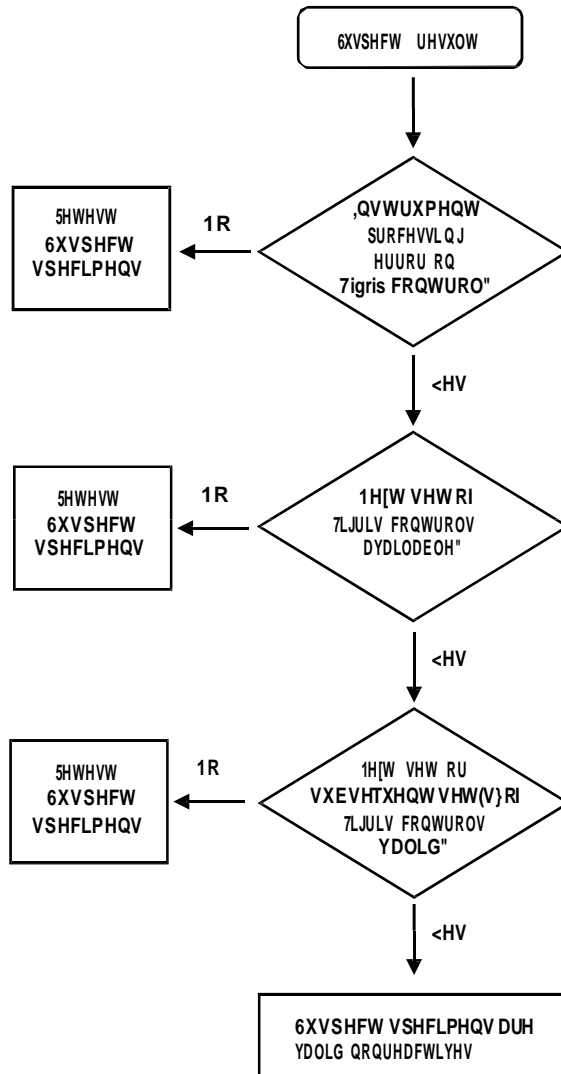 6XVSHFW UHVXOW
,QVWUXPHQW
SURFHVVLQJ
HUURU RQ
7igris FRQWURO"
1R
5HWHVW
6XVSHFW
VSHFLPHQV
<HV
1H[W VHW RI
7LJULV FRQWUROV
DYDLODEOH"
1R
5HWHVW
6XVSHFW
VSHFLPHQV
<HV
1H[W VHW RU
VXEVHTXHQW VHW(V} RI
7LJULV FRQWUROV
YDOLG"
1R
5HWHVW
6XVSHFW
VSHFLPHQV
<HV
6XVSHFW VSHFLPHQV DUH
YDOLG QRQUHDFWLYHV